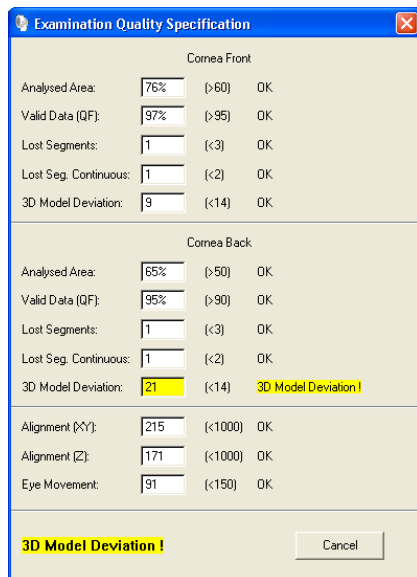 Examination Quality Specification
Cornea Front
Analysed Area: 76% (>60) OK
Valid Data (QF): 97% (>95) OK
Lost Segments: 1 (<3) OK
Lost Seg. Continuous: 1 (<2) OK
3D Model Deviation: 9 (<14) OK
Cornea Back
Analysed Area: 65% (>50) OK
Valid Data (QF): 95% (>90) OK
Lost Segments: 1 (<3) OK
Lost Seg. Continuous: 1 (<2) OK
3D Model Deviation: 21 (<14) 3D Model Deviation !
Alignment (XY): 215 (<1000) OK
Alignment (Z): 171 (<1000) OK
Eye Movement: 91 (<150) OK
3D Model Deviation ! Cancel